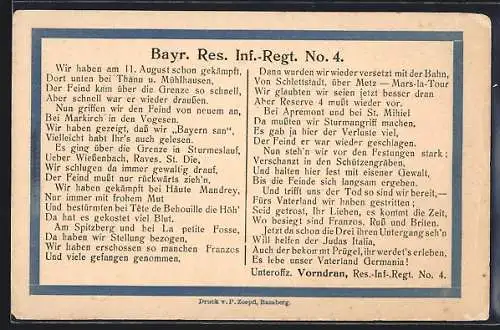 Bayr. Res. Inf.-Regt. No. 4.
Wir haben am 11. August schon gekämpft,
Dort unten bei Thann u. Mühlhausen,
Der Feind kam über die Grenze so schnell,
Aber schnell war er wieder draußen.
Nun griffen wir den Feind von neuem an,
Bei Markirch in den Vogesen.
Wir haben gezeigt, daß wir „Bayern san",
Vielleicht habt Ihr's auch gelesen.
Es ging über die Grenze in Sturmeslauf,
Ueber Wießenbach, Raves. St. Die,
Wir schlugen da immer gewaltig drauf,
Der Feind mußt nur rückwärts zieh'n.
Wir haben gekämpft bei Häute Mandrey,
Nur immer mit frohem Mut
Und bestürmten bei Tête de Behouille die Höh'
Da hat es gekostet viel Blut.
Am Spitzberg und bei La petite Fosse,
Da haben wir Stellung bezogen,
Wir haben erschossen so manchen Franzos
Und viele gefangen genommen.
Dann wurden wir wieder versetzt mit der Bahn,
Von Schlettstadt, über Metz — Mars-la-Tour
Wir glaubten wir seien jetzt besser dran
Aber Reserve 4 mußt wieder vor.
Bei Apremont und bei St. Mihiel
Da mußten wir Sturmangriff machen,
Es gab ja hier der Verluste viel,
Der Feind er war wieder geschlagen.
Nun steh'n wir vor den Festungen stark;
Verschanzt in den Schützengräben,
Und halten hier fest mit eisener Gewalt,
Bis die Feinde sich langsam ergeben.
Und trifft uns der Tod so sind wir bereit,—
Fürs Vaterland wir haben gestritten;
Seid getrost, Ihr Lieben, es kommt die Zeit,
Wo besiegt sind Franzos, Ruß und Briten.
Jetzt da schon die Drei ihren Untergang seh'n
Will helfen der Judas Italia,
Auch der bekommt Prügel, ihr werdet's erleben,
Es lebe unser Vaterland Germania!
Unteroffz. Vorndran, Res.-Inf.-Regt. No. 4.
Druck v. P. Zoepfl, Bamberg.